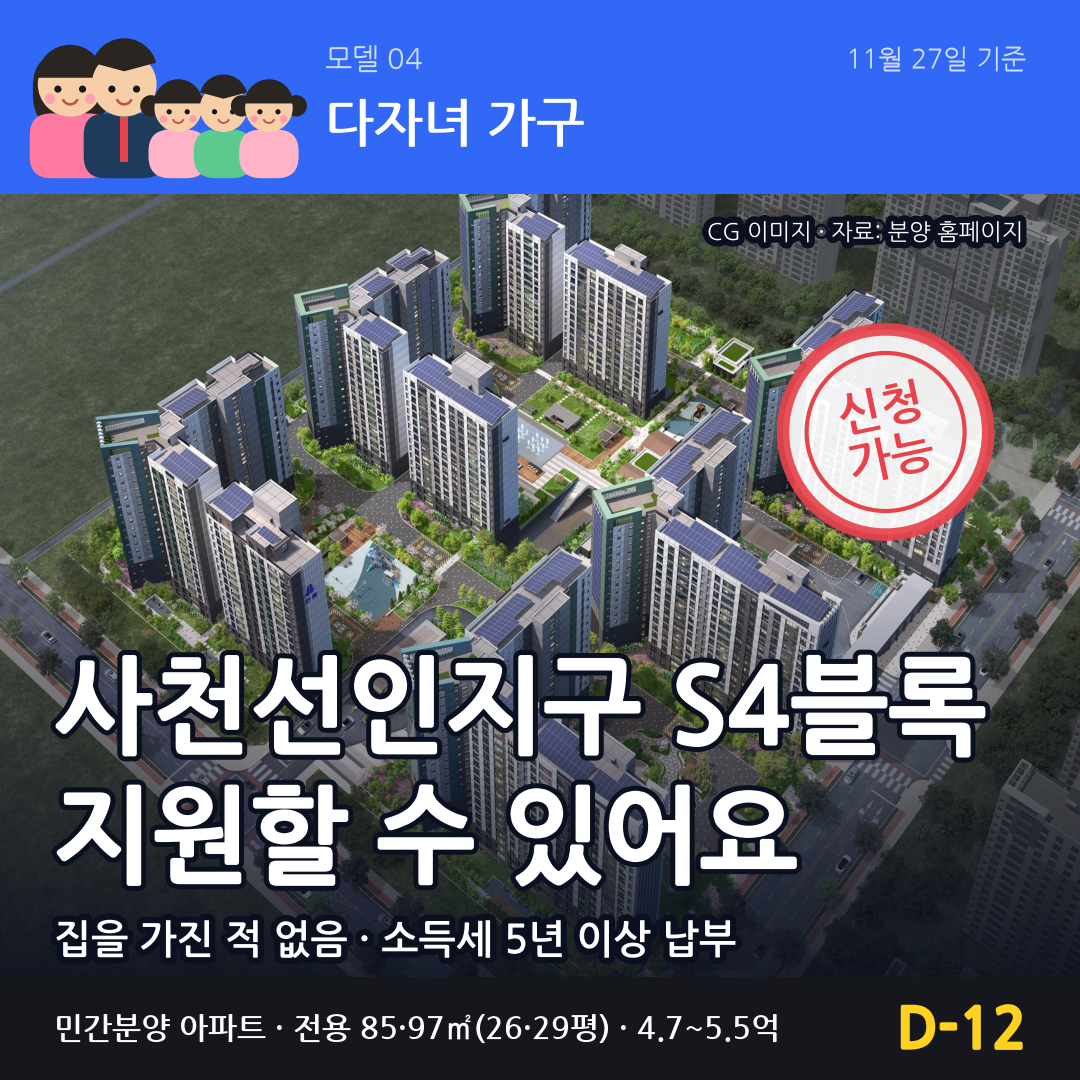 모델 04
11월 27일 기준
다자녀 가구
CG 이미지 · 자료: 분양 홈페이지
신청
가능
사천선인지구 S4블록
지원할 수 있어요
집을 가진 적 없음 · 소득세 5년 이상 납부
민간분양 아파트 · 전용 85·97㎡(26·29평) · 4.7~5.5억
D-12